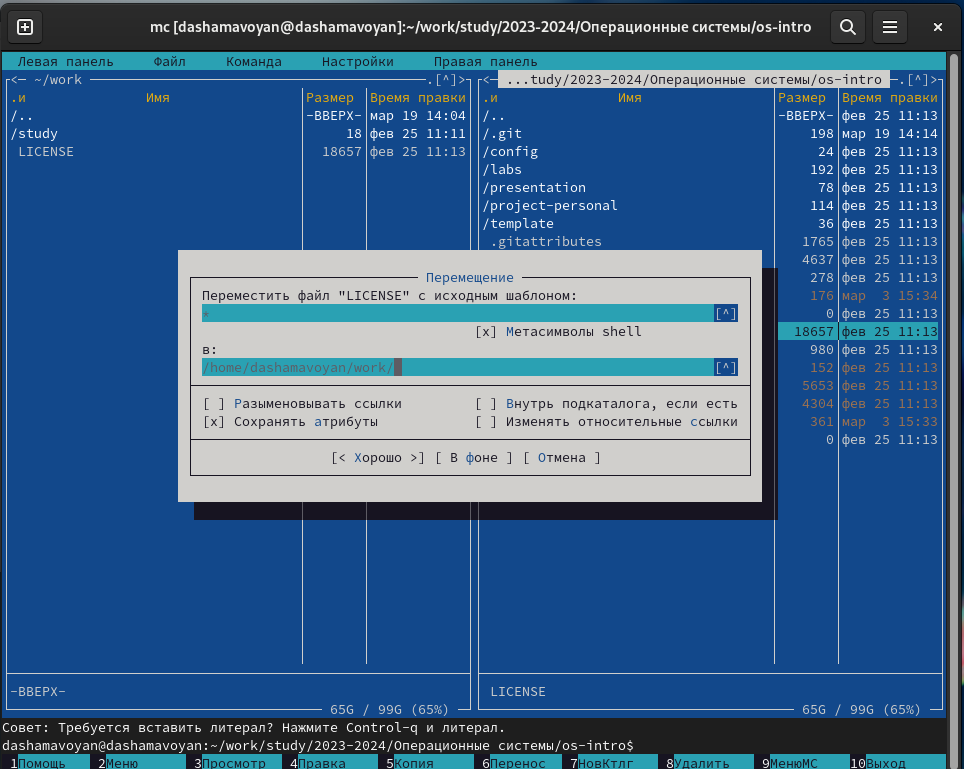 mc [dashamavoyan@dashamavoyan]:~/work/study/2023-2024/Операционные системы/os-intro
Левая панель Файл Команда Настройки Правая панель
<─ ~/work .[^]> <─ ...tudy/2023-2024/Операционные системы/os-intro .[^]>
.и Имя Размер Время правки .и Имя Размер Время правки
/.. -ВВЕРХ- мар 19 14:04 /.. -ВВЕРХ- фев 25 11:13
/study 18 фев 25 11:11 /.git 198 мар 19 14:14
LICENSE 18657 фев 25 11:13 /config 24 фев 25 11:13
/labs 192 фев 25 11:13
/presentation 78 фев 25 11:13
/project-personal 114 фев 25 11:13
/template 36 фев 25 11:13
.gitattributes 1765 фев 25 11:13
4637 фев 25 11:13
Перемещение 278 фев 25 11:13
Переместить файл "LICENSE" с исходным шаблоном: 176 мар 3 15:34
* [^] 0 фев 25 11:13
[x] Метасимволы shell 18657 фев 25 11:13
в: 980 фев 25 11:13
/home/dashamavoyan/work/ [^] 152 фев 25 11:13
5653 фев 25 11:13
[ ] Разыменовывать ссылки [ ] Внутрь подкаталога, если есть 4304 фев 25 11:13
[x] Сохранять атрибуты [ ] Изменять относительные ссылки 361 мар 3 15:33
0 фев 25 11:13
[< Хорошо >] [ В фоне ] [ Отмена ]
-ВВЕРХ- LICENSE
65G / 99G (65%) 65G / 99G (65%)
Совет: Требуется вставить литерал? Нажмите Control-q и литерал.
dashamavoyan@dashamavoyan:~/work/study/2023-2024/Операционные системы/os-intro$
1Помощь 2Меню 3Просмотр 4Правка 5Копия 6Перенос 7НовКтлг 8Удалить 9МенюМС 10Выход